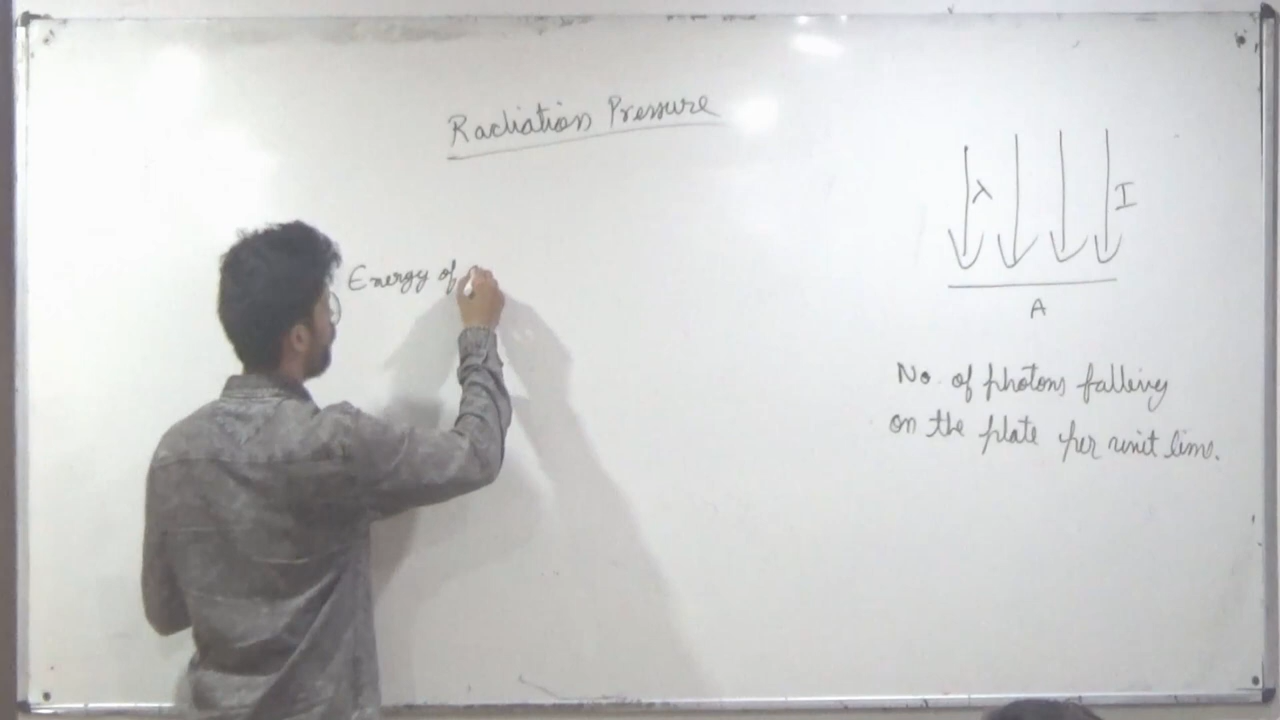 Radiation Pressure
Energy of
λ
I
A
No. of photons falling
on the plate per unit time.